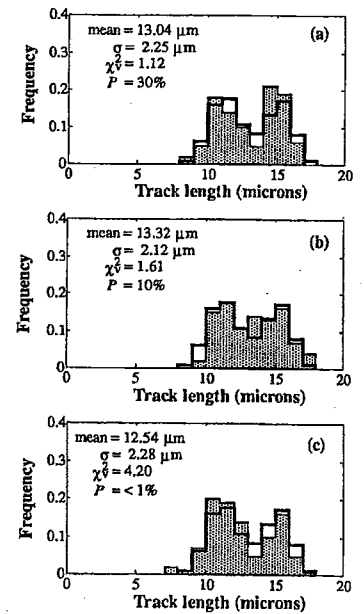 0.4
0.3
0.2
0.1
0
Frequency
mean = 13.04 μm
σ = 2.25 μm
χ²ᵥ = 1.12
P = 30%
(a)
0 5 10 15 20
Track length (microns)
0.4
0.3
0.2
0.1
0
Frequency
mean = 13.32 μm
σ = 2.12 μm
χ²ᵥ = 1.61
P = 10%
(b)
0 5 10 15 20
Track length (microns)
0.4
0.3
0.2
0.1
0
Frequency
mean = 12.54 μm
σ = 2.28 μm
χ²ᵥ = 4.20
P = <1%
(c)
0 5 10 15 20
Track length (microns)